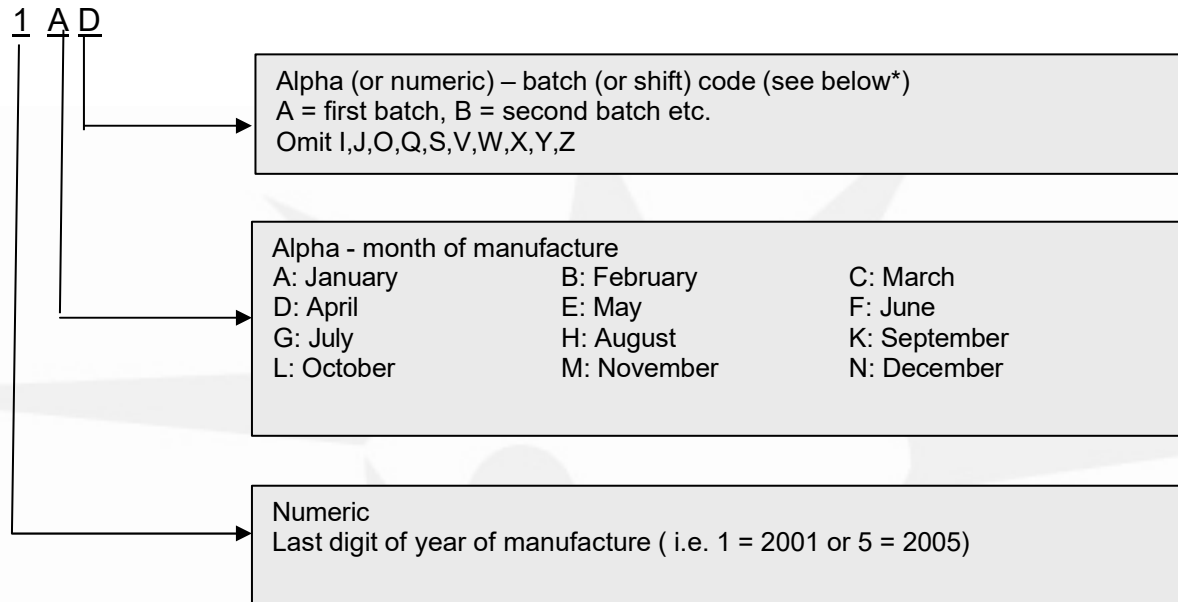 1 A D
Alpha (or numeric) – batch (or shift) code (see below*)
A = first batch, B = second batch etc.
Omit I,J,O,Q,S,V,W,X,Y,Z
Alpha - month of manufacture
A: January B: February C: March
D: April E: May F: June
G: July H: August K: September
L: October M: November N: December
Numeric
Last digit of year of manufacture ( i.e. 1 = 2001 or 5 = 2005)